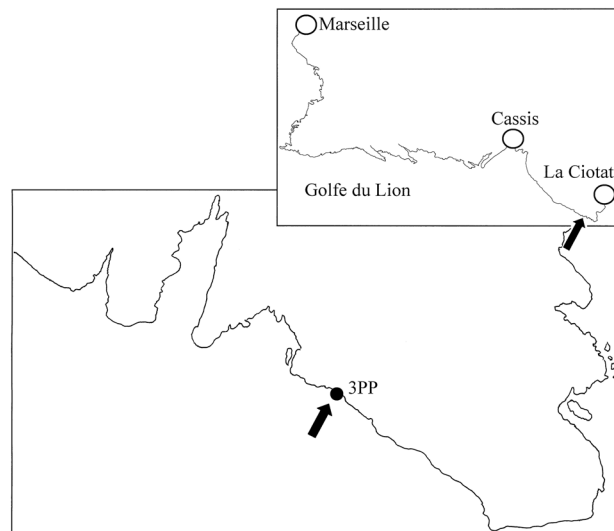 Marseille
Cassis
La Ciotat
Golfe du Lion
3PP